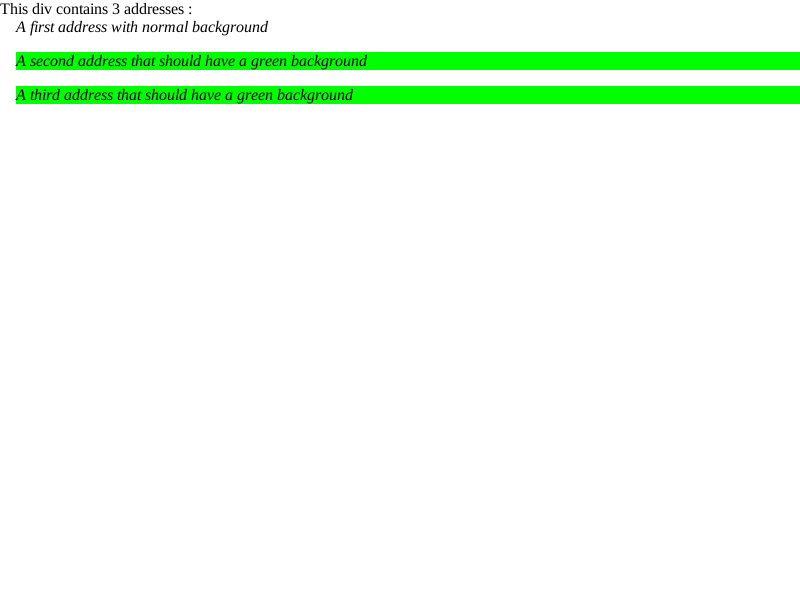 This div contains 3 addresses :
A first address with normal background
A second address that should have a green background
A third address that should have a green background